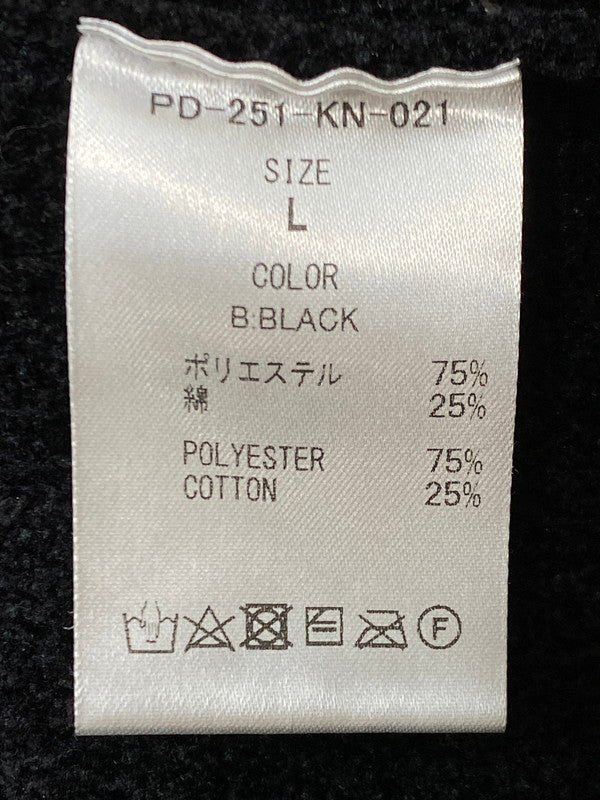 PD-251-KN-021
SIZE
L
COLOR
B:BLACK
ポリエステル 75%
綿 25%
POLYESTER 75%
COTTON 25%
F